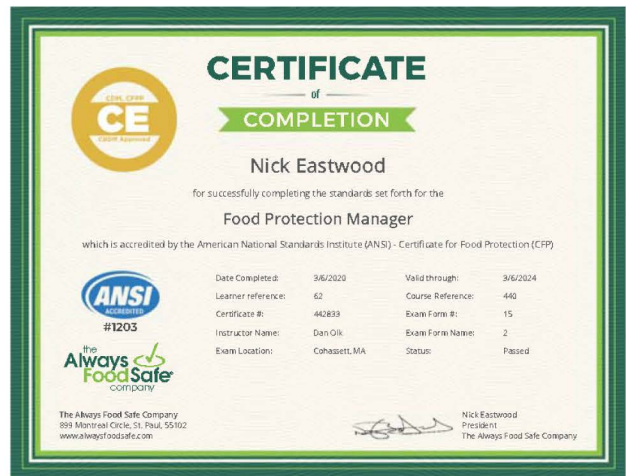 CERTIFICATE
of
COMPLETION
CDM, CFPP
CE
CBDM Approved
Nick Eastwood
for successfully completing the standards set forth for the
Food Protection Manager
which is accredited by the American National Standards Institute (ANSI) - Certificate for Food Protection (CFP)
Date Completed: 3/6/2020 Valid through: 3/6/2024
Learner reference: 62 Course Reference: 440
Certificate #: 442833 Exam Form #: 15
Instructor Name: Dan Olk Exam Form Name: 2
Exam Location: Cohassett, MA Status: Passed
ANSI
ACCREDITED
#1203
the
Always
Food Safe
company
The Always Food Safe Company
899 Montreal Circle, St. Paul, 55102
www.alwaysfoodsafe.com
Nick Eastwood
President
The Always Food Safe Company